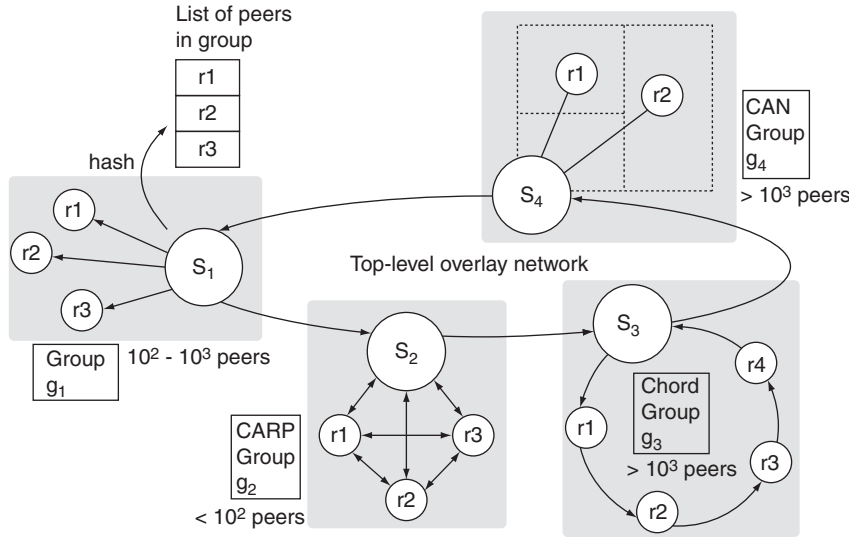 List of peers
in group
r1
r2
r3
hash
r1
r2
r3
S1
Group
g1
10² - 10³ peers
r1
r2
S4
CAN
Group
g4
> 10³ peers
Top-level overlay network
S2
r1
r3
r2
CARP
Group
g2
< 10² peers
S3
r4
r1
r3
r2
Chord
Group
g3
> 10³ peers